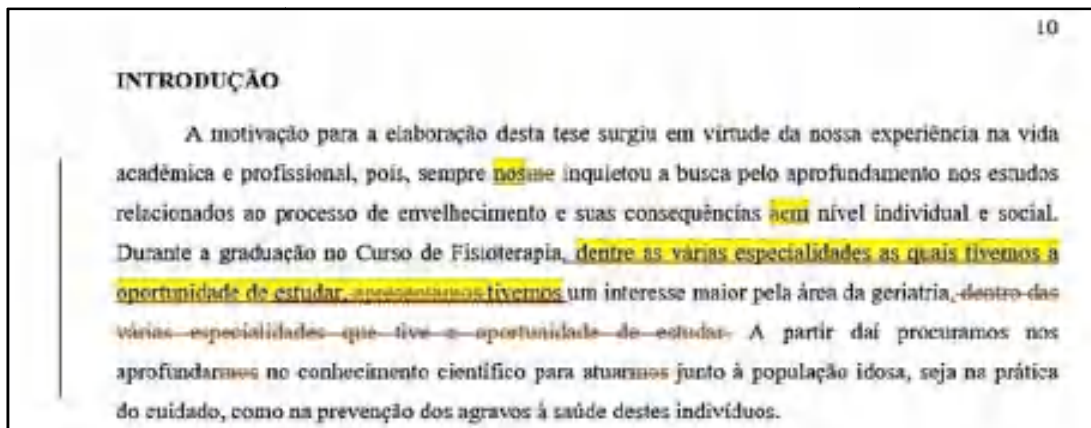 10
INTRODUÇÃO
A motivação para a elaboração desta tese surgiu em virtude da nossa experiência na vida
acadêmica e profissional, pois, sempre nosme inquietou a busca pelo aprofundamento nos estudos
relacionados ao processo de envelhecimento e suas consequências aem nível individual e social.
Durante a graduação no Curso de Fisioterapia, dentre as várias especialidades as quais tivemos a
oportunidade de estudar, apresentamos tivemos um interesse maior pela área da geriatria, dentro das
várias especialidades que tive a oportunidade de estudar. A partir daí procuramos nos
aprofundarmos no conhecimento científico para atuarmos junto à população idosa, seja na prática
do cuidado, como na prevenção dos agravos à saúde destes indivíduos.